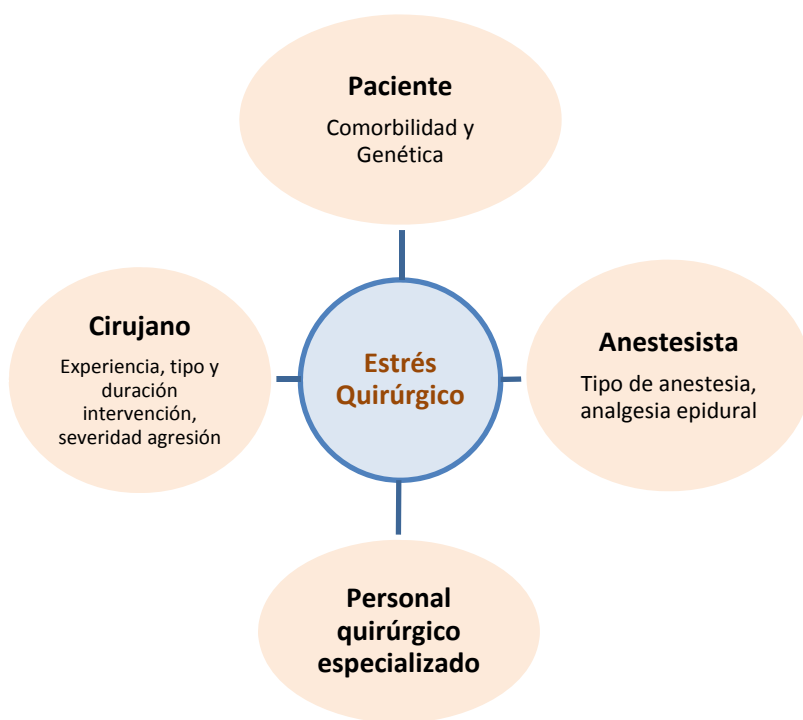 Paciente
Comorbilidad y
Genética
Cirujano
Experiencia, tipo y
duración
intervención,
severidad agresión
Estrés
Quirúrgico
Anestesista
Tipo de anestesia,
analgesia epidural
Personal
quirúrgico
especializado